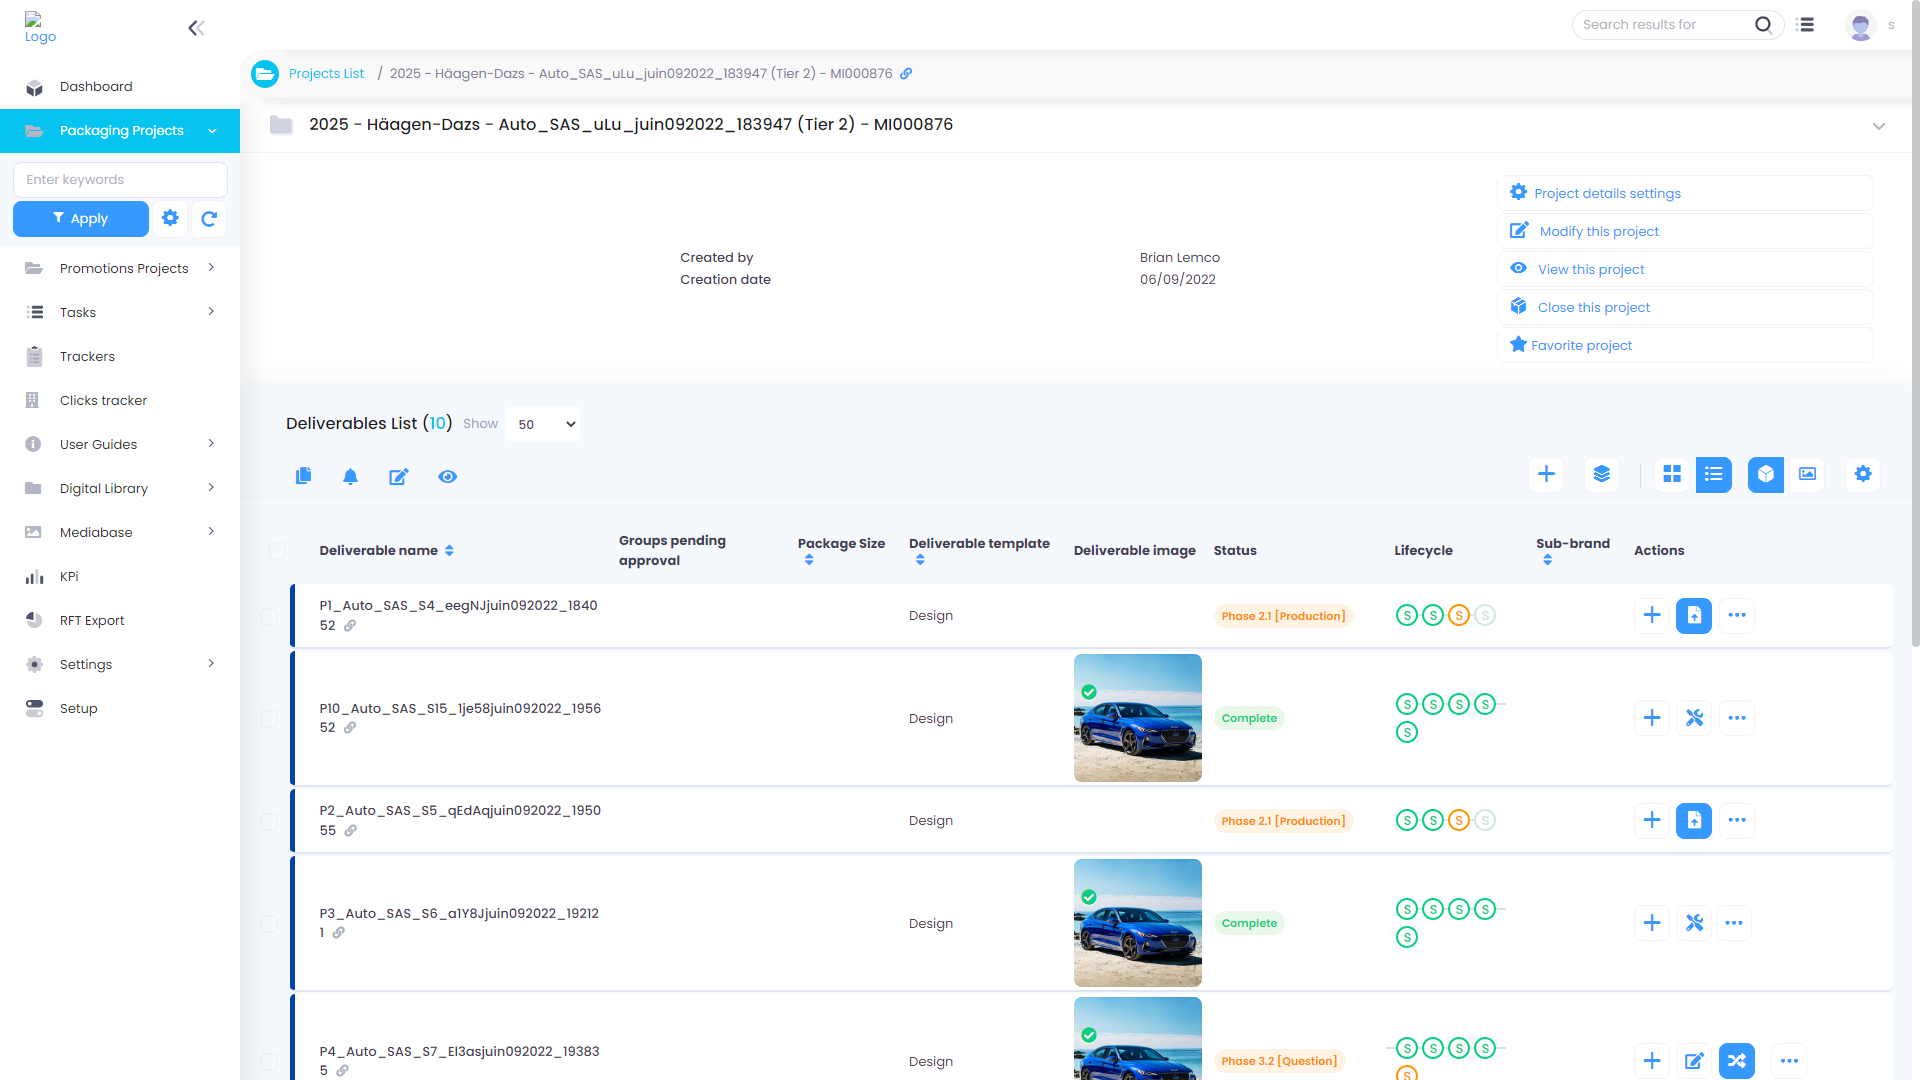 Logo
Search results for
s
Dashboard
Packaging Projects
Enter keywords
Apply
Promotions Projects
Tasks
Trackers
Clicks tracker
User Guides
Digital Library
Mediabase
KPi
RFT Export
Settings
Setup
Projects List / 2025 - Häagen-Dazs - Auto_SAS_uLu_juin092022_183947 (Tier 2) - MI000876
2025 - Häagen-Dazs - Auto_SAS_uLu_juin092022_183947 (Tier 2) - MI000876
Created by Brian Lemco
Creation date 06/09/2022
Project details settings
Modify this project
View this project
Close this project
Favorite project
Deliverables List (10) Show 50
Deliverable name
Groups pending
approval
Package Size
Deliverable template
Deliverable image
Status
Lifecycle
Sub-brand
Actions
P1_Auto_SAS_S4_eegNJjuin092022_1840
52
Design
Phase 2.1 [Production]
S S S S
P10_Auto_SAS_S15_1je58juin092022_1956
52
Design
Complete
S S S S
S
P2_Auto_SAS_S5_qEdAqjuin092022_1950
55
Design
Phase 2.1 [Production]
S S S S
P3_Auto_SAS_S6_a1Y8Jjuin092022_19212
1
Design
Complete
S S S S
S
P4_Auto_SAS_S7_El3asjuin092022_19383
5
Design
Phase 3.2 [Question]
S S S S
S